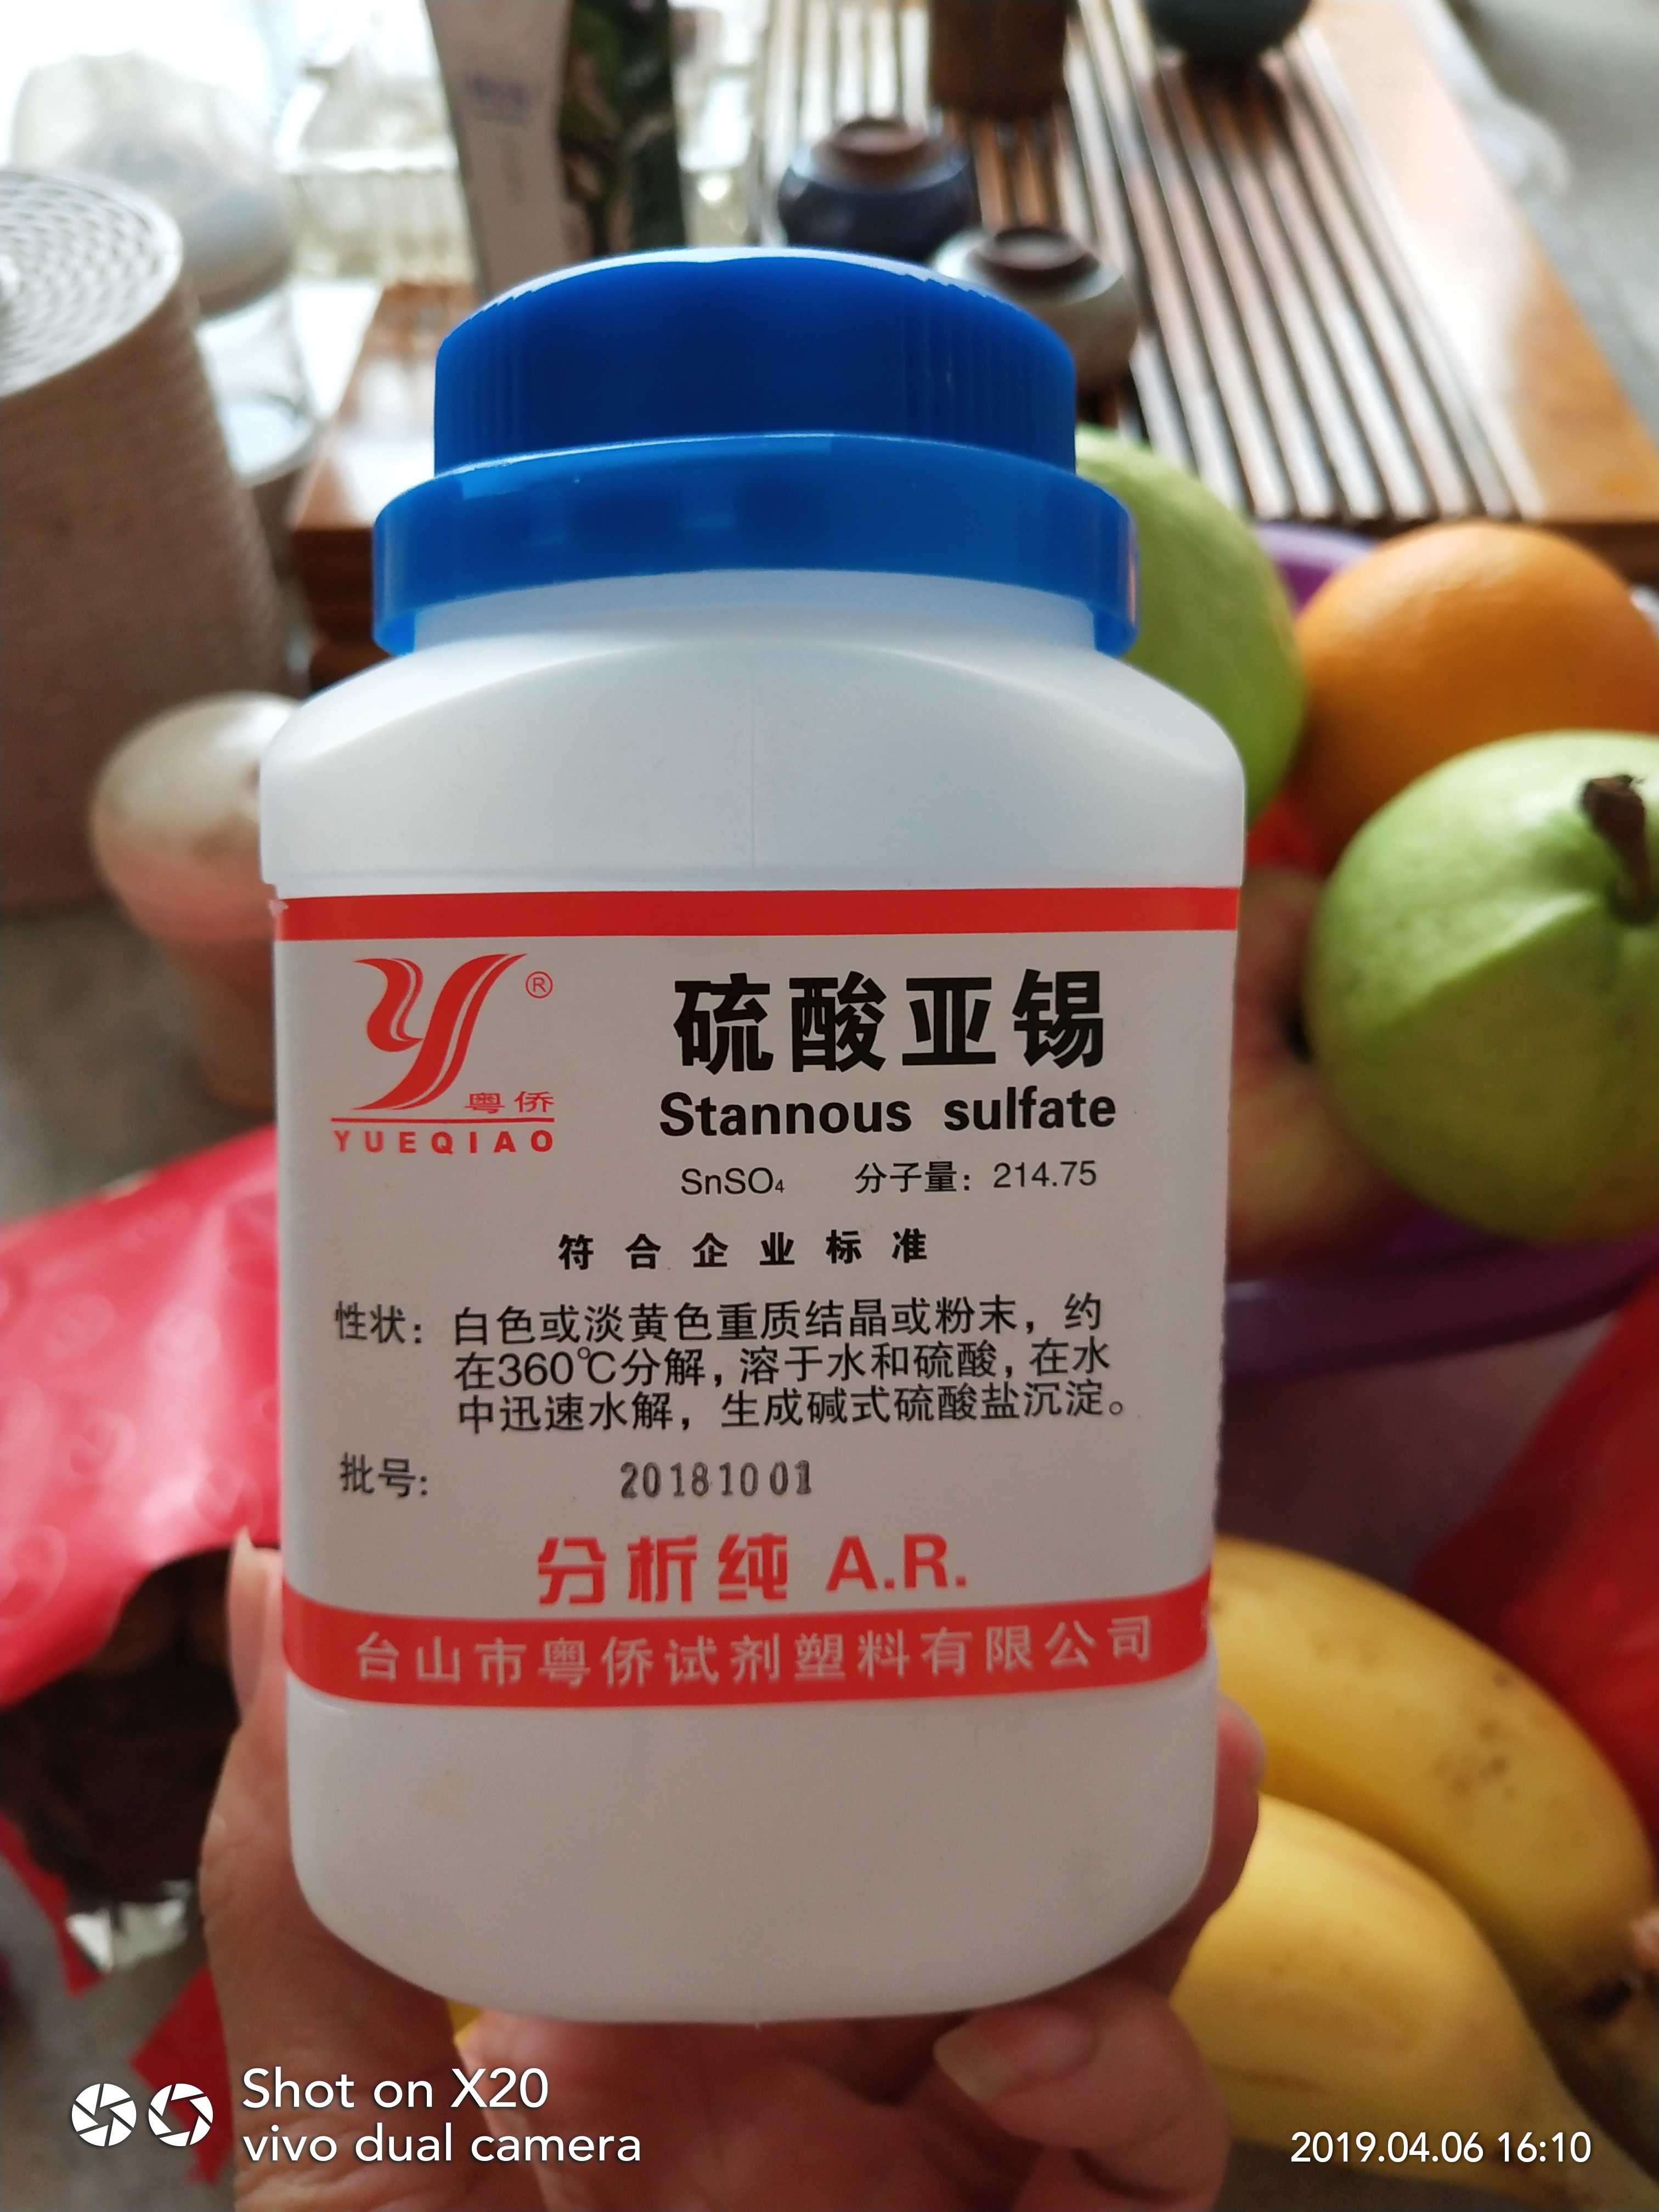 ®
粤侨
YUEQIAO
硫酸亚锡
Stannous sulfate
SnSO₄ 分子量：214.75
符合企业标准
性状：白色或淡黄色重质结晶或粉末，约
在360℃分解，溶于水和硫酸，在水
中迅速水解，生成碱式硫酸盐沉淀。
批号： 20181001
分析纯 A.R.
台山市粤侨试剂塑料有限公司
Shot on X20
vivo dual camera
2019.04.06 16:10